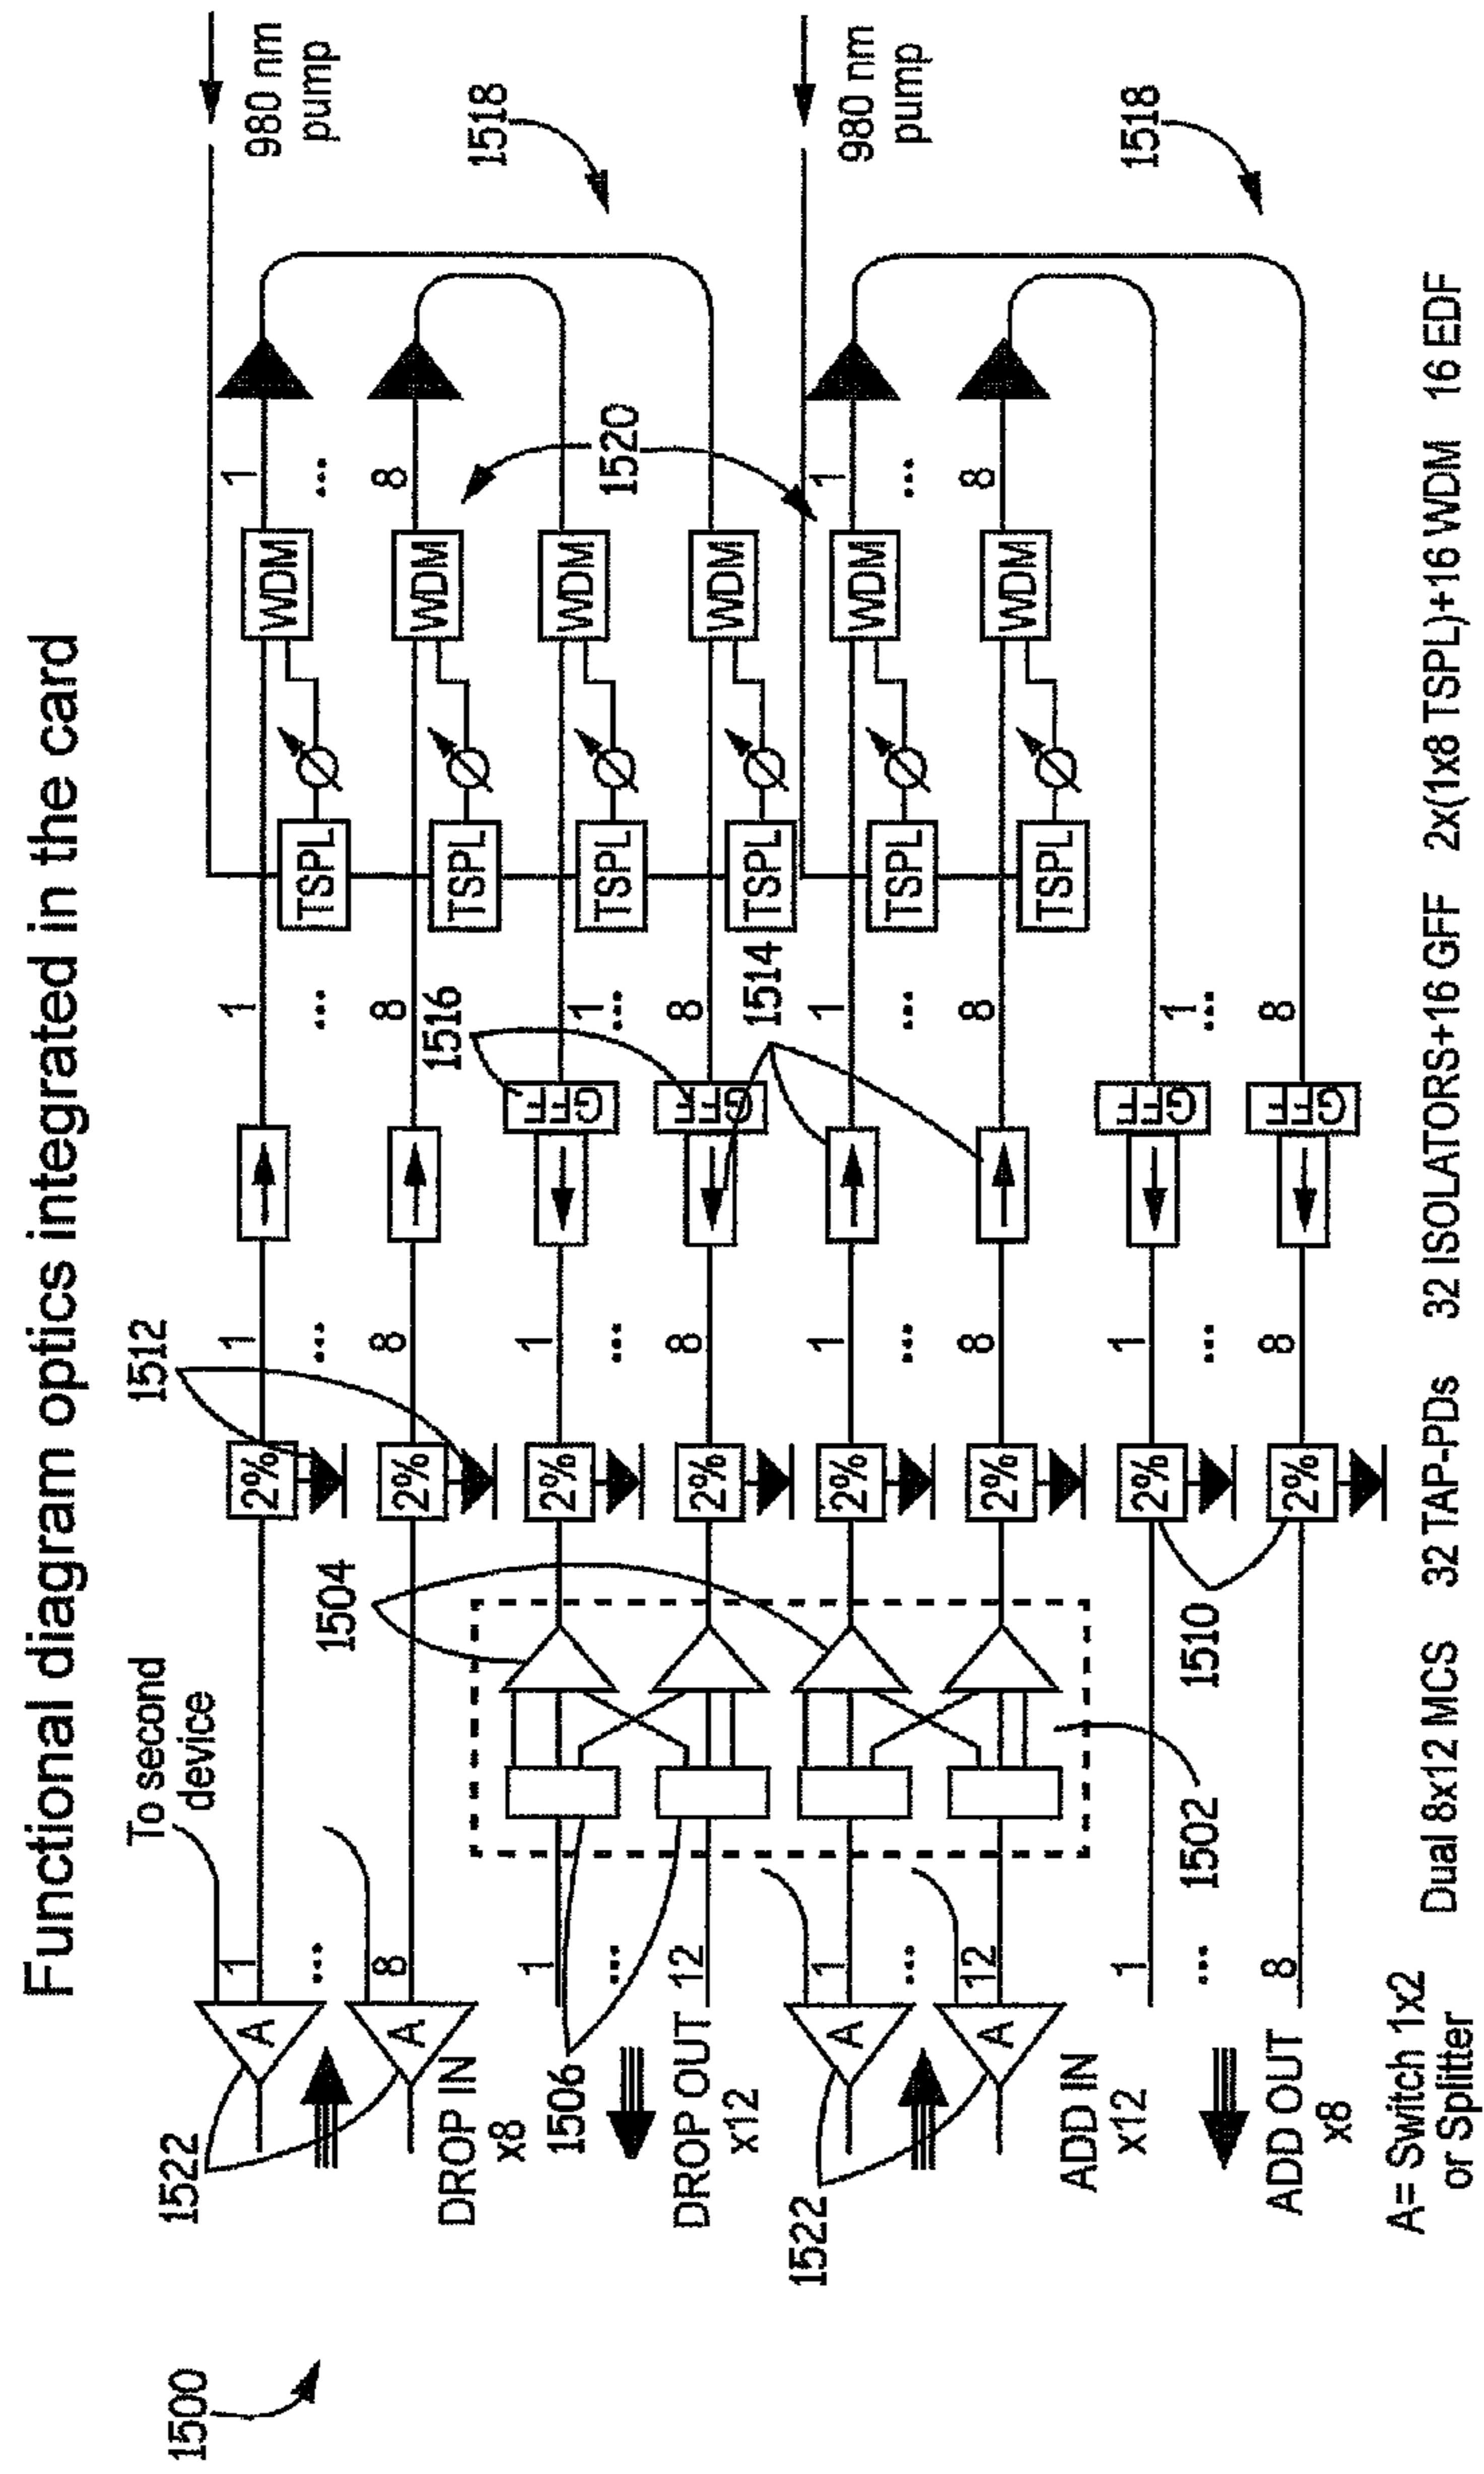 Functional diagram optics integrated in the card
1500
1522
To second
device
1504
1512
980 nm
pump
A
1
2%
1
1
TSPL
WDM
1
...
...
...
...
1518
A
8
2%
8
8
TSPL
WDM
8
DROP IN
x8
1516
1506
1
2%
1
GFF
1
TSPL
WDM
1520
...
...
...
DROP OUT
x12
12
2%
8
GFF
8
TSPL
WDM
1514
980 nm
pump
1522
A
1
2%
1
1
TSPL
WDM
1
...
...
...
...
A
12
2%
8
8
TSPL
WDM
8
ADD IN
x12
1502
1518
1
2%
1
GFF
1
...
...
...
1510
ADD OUT
x8
8
2%
8
GFF
8
A= Switch 1x2
or Splitter
Dual 8x12 MCS 32 TAP-PDs 32 ISOLATORS+16 GFF 2x(1x8 TSPL)+16 WDM 16 EDF